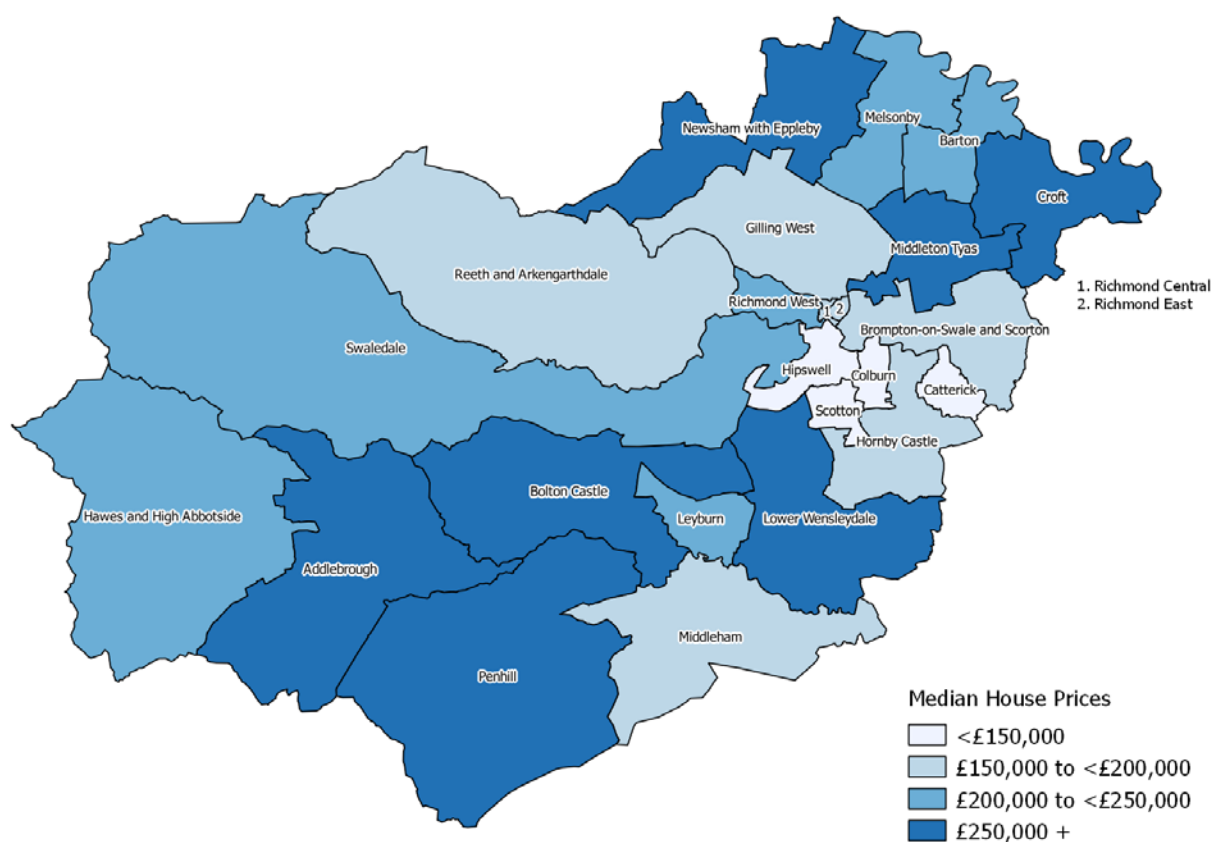 Newsham with Eppleby
Melsonby
Barton
Croft
Gilling West
Middleton Tyas
Reeth and Arkengarthdale
Richmond West
1
2
1. Richmond Central
2. Richmond East
Brompton-on-Swale and Scorton
Swaledale
Hipswell
Colburn
Catterick
Scotton
Hornby Castle
Bolton Castle
Hawes and High Abbotside
Leyburn
Lower Wensleydale
Addlebrough
Middleham
Penhill
Median House Prices
<£150,000
£150,000 to <£200,000
£200,000 to <£250,000
£250,000 +